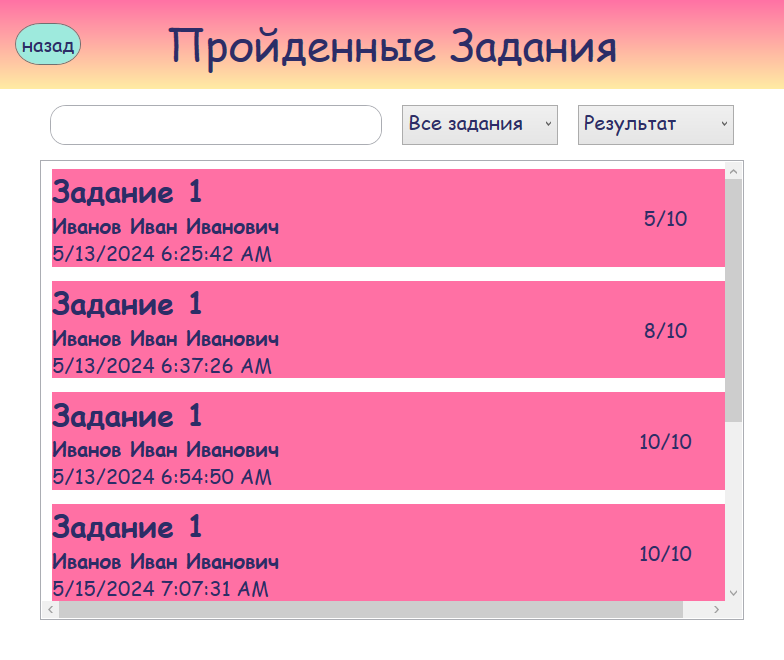 назад
Пройденные Задания
Все задания
Результат
Задание 1
Иванов Иван Иванович
5/13/2024 6:25:42 AM
5/10
Задание 1
Иванов Иван Иванович
5/13/2024 6:37:26 AM
8/10
Задание 1
Иванов Иван Иванович
5/13/2024 6:54:50 AM
10/10
Задание 1
Иванов Иван Иванович
5/15/2024 7:07:31 AM
10/10